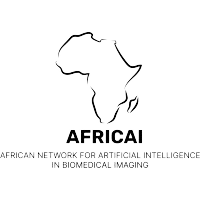 AFRICAI
AFRICAN NETWORK FOR ARTIFICIAL INTELLIGENCE
IN BIOMEDICAL IMAGING